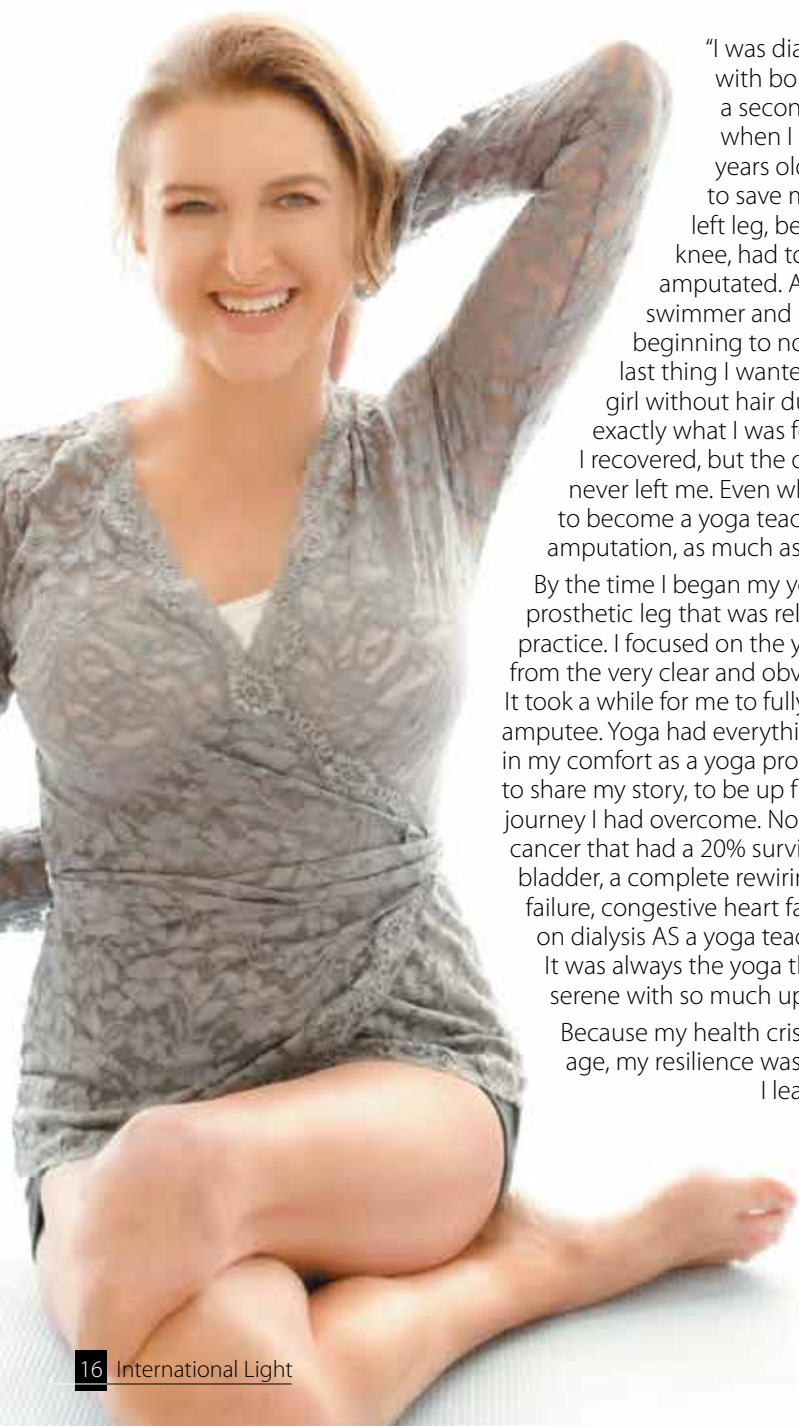 “I was dia
with bo
a secon
when I
years old
to save m
left leg, be
knee, had to
amputated. A
swimmer and
beginning to no
last thing I wante
girl without hair du
exactly what I was f
I recovered, but the d
never left me. Even wh
to become a yoga teac
amputation, as much as
By the time I began my y
prosthetic leg that was rel
practice. I focused on the y
from the very clear and obv
It took a while for me to fully
amputee. Yoga had everythi
in my comfort as a yoga pro
to share my story, to be up f
journey I had overcome. No
cancer that had a 20% survi
bladder, a complete rewirin
failure, congestive heart fa
on dialysis AS a yoga teac
It was always the yoga th
serene with so much up
Because my health cris
age, my resilience was
I lea
16 International Light